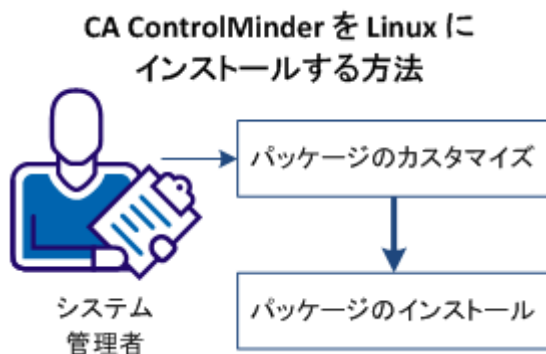 CA ControlMinder を Linux に
インストールする方法
パッケージのカスタマイズ
パッケージのインストール
システム
管理者